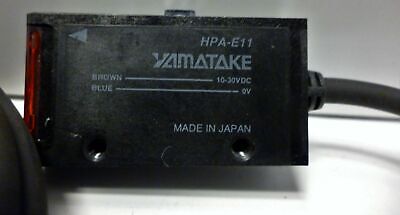 HPA-E11
YAMATAKE
BROWN 10-30VDC
BLUE 0V
MADE IN JAPAN